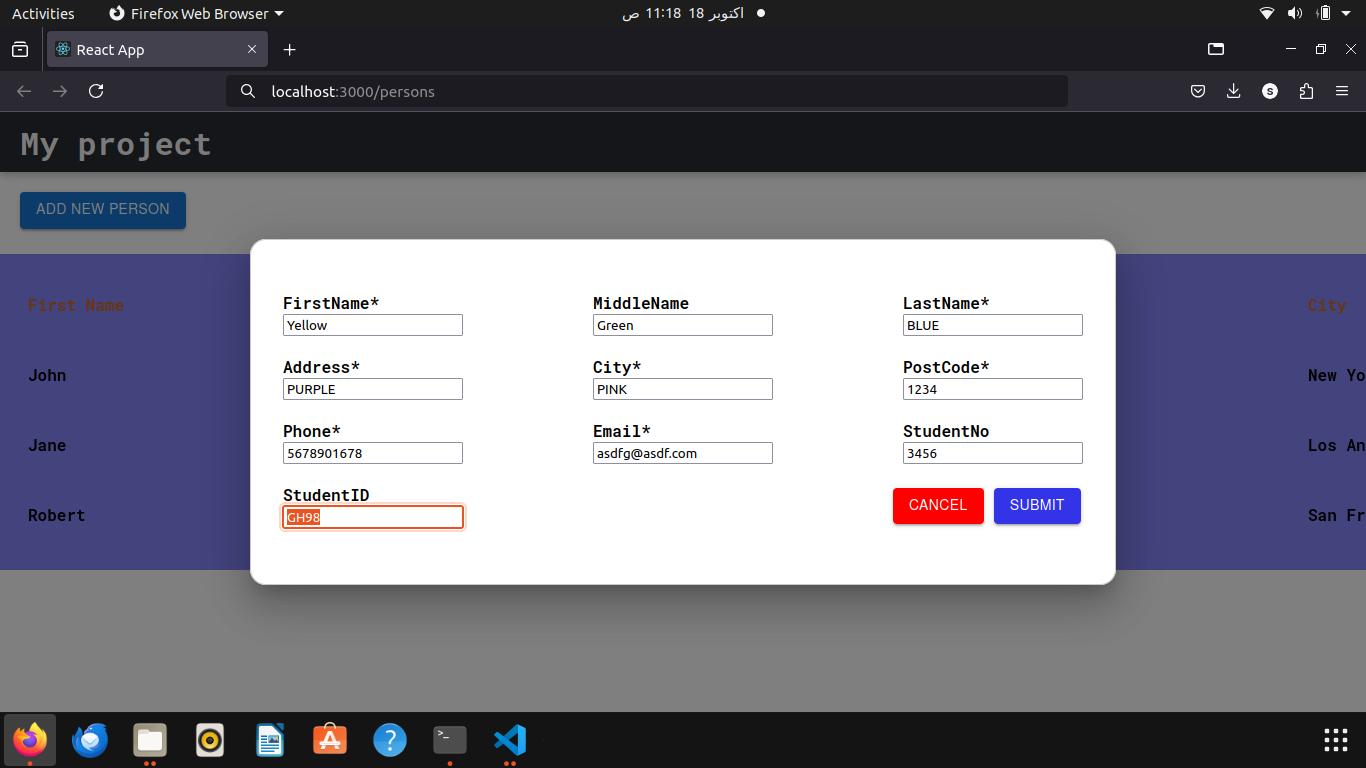 Activities
Firefox Web Browser
اکتوبر 18 11:18 ص
React App
localhost:3000/persons
My project
ADD NEW PERSON
First Name
City
John
New Yo
Jane
Los An
Robert
San Fr
FirstName*
MiddleName
LastName*
Yellow
Green
BLUE
Address*
City*
PostCode*
PURPLE
PINK
1234
Phone*
Email*
StudentNo
5678901678
asdfg@asdf.com
3456
StudentID
GH98
CANCEL
SUBMIT